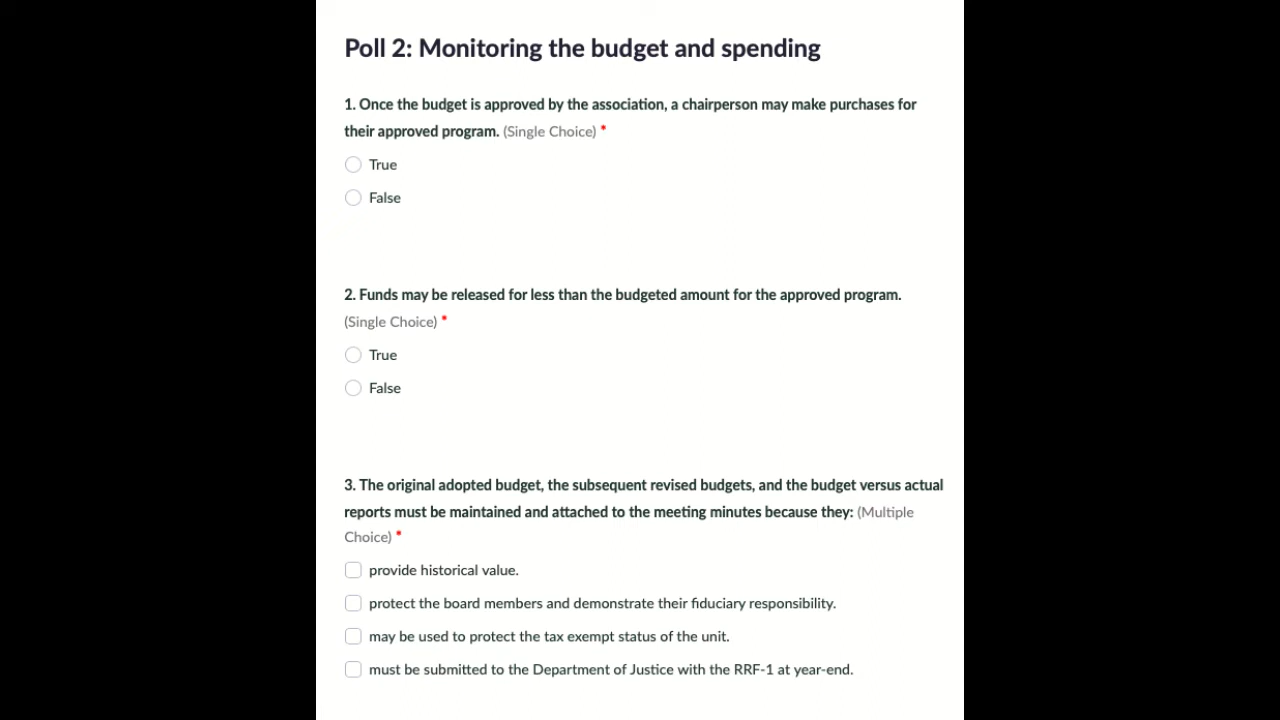 Poll 2: Monitoring the budget and spending
1. Once the budget is approved by the association, a chairperson may make purchases for
their approved program. (Single Choice) *
True
False
2. Funds may be released for less than the budgeted amount for the approved program.
(Single Choice) *
True
False
3. The original adopted budget, the subsequent revised budgets, and the budget versus actual
reports must be maintained and attached to the meeting minutes because they: (Multiple
Choice) *
provide historical value.
protect the board members and demonstrate their fiduciary responsibility.
may be used to protect the tax exempt status of the unit.
must be submitted to the Department of Justice with the RRF-1 at year-end.